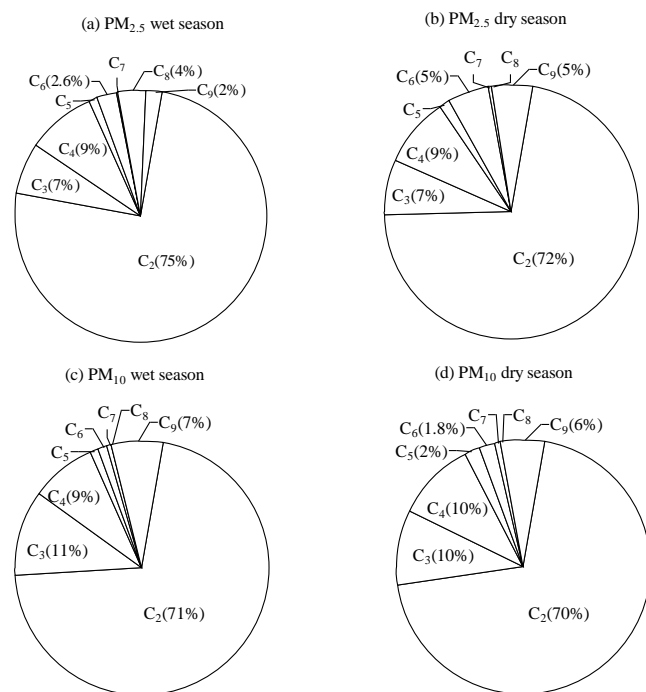 (a) PM2.5 wet season
C6(2.6%)
C7
C8(4%)
C9(2%)
C5
C4(9%)
C3(7%)
C2(75%)
(b) PM2.5 dry season
C7
C8
C6(5%)
C9(5%)
C5
C4(9%)
C3(7%)
C2(72%)
(c) PM10 wet season
C7
C8
C9(7%)
C6
C5
C4(9%)
C3(11%)
C2(71%)
(d) PM10 dry season
C7
C8
C6(1.8%)
C9(6%)
C5(2%)
C4(10%)
C3(10%)
C2(70%)